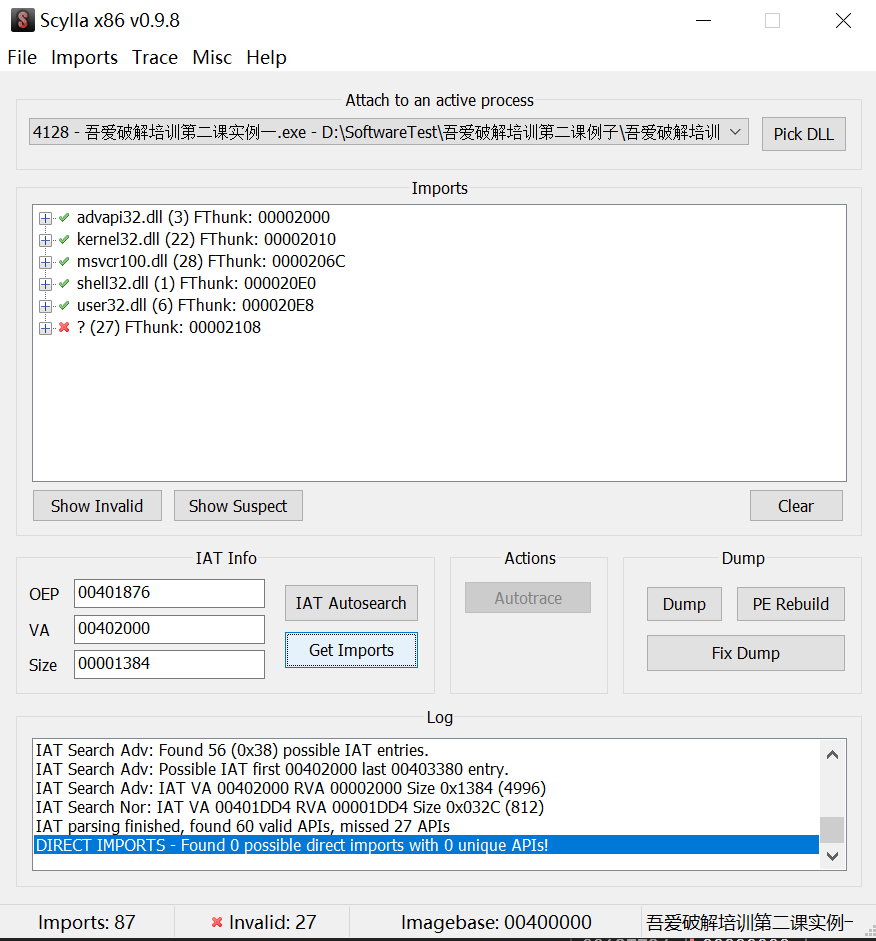 Scylla x86 v0.9.8
File Imports Trace Misc Help
Attach to an active process
4128 - 吾爱破解培训第二课实例一.exe - D:\SoftwareTest\吾爱破解培训第二课例子\吾爱破解培训
Pick DLL
Imports
advapi32.dll (3) FThunk: 00002000
kernel32.dll (22) FThunk: 00002010
msvcr100.dll (28) FThunk: 0000206C
shell32.dll (1) FThunk: 000020E0
user32.dll (6) FThunk: 000020E8
? (27) FThunk: 00002108
Show Invalid Show Suspect Clear
IAT Info
OEP 00401876
VA 00402000
Size 00001384
IAT Autosearch
Get Imports
Actions
Autotrace
Dump
Dump PE Rebuild
Fix Dump
Log
IAT Search Adv: Found 56 (0x38) possible IAT entries.
IAT Search Adv: Possible IAT first 00402000 last 00403380 entry.
IAT Search Adv: IAT VA 00402000 RVA 00002000 Size 0x1384 (4996)
IAT Search Nor: IAT VA 00401DD4 RVA 00001DD4 Size 0x032C (812)
IAT parsing finished, found 60 valid APIs, missed 27 APIs
DIRECT IMPORTS - Found 0 possible direct imports with 0 unique APIs!
Imports: 87 Invalid: 27 Imagebase: 00400000 吾爱破解培训第二课实例一